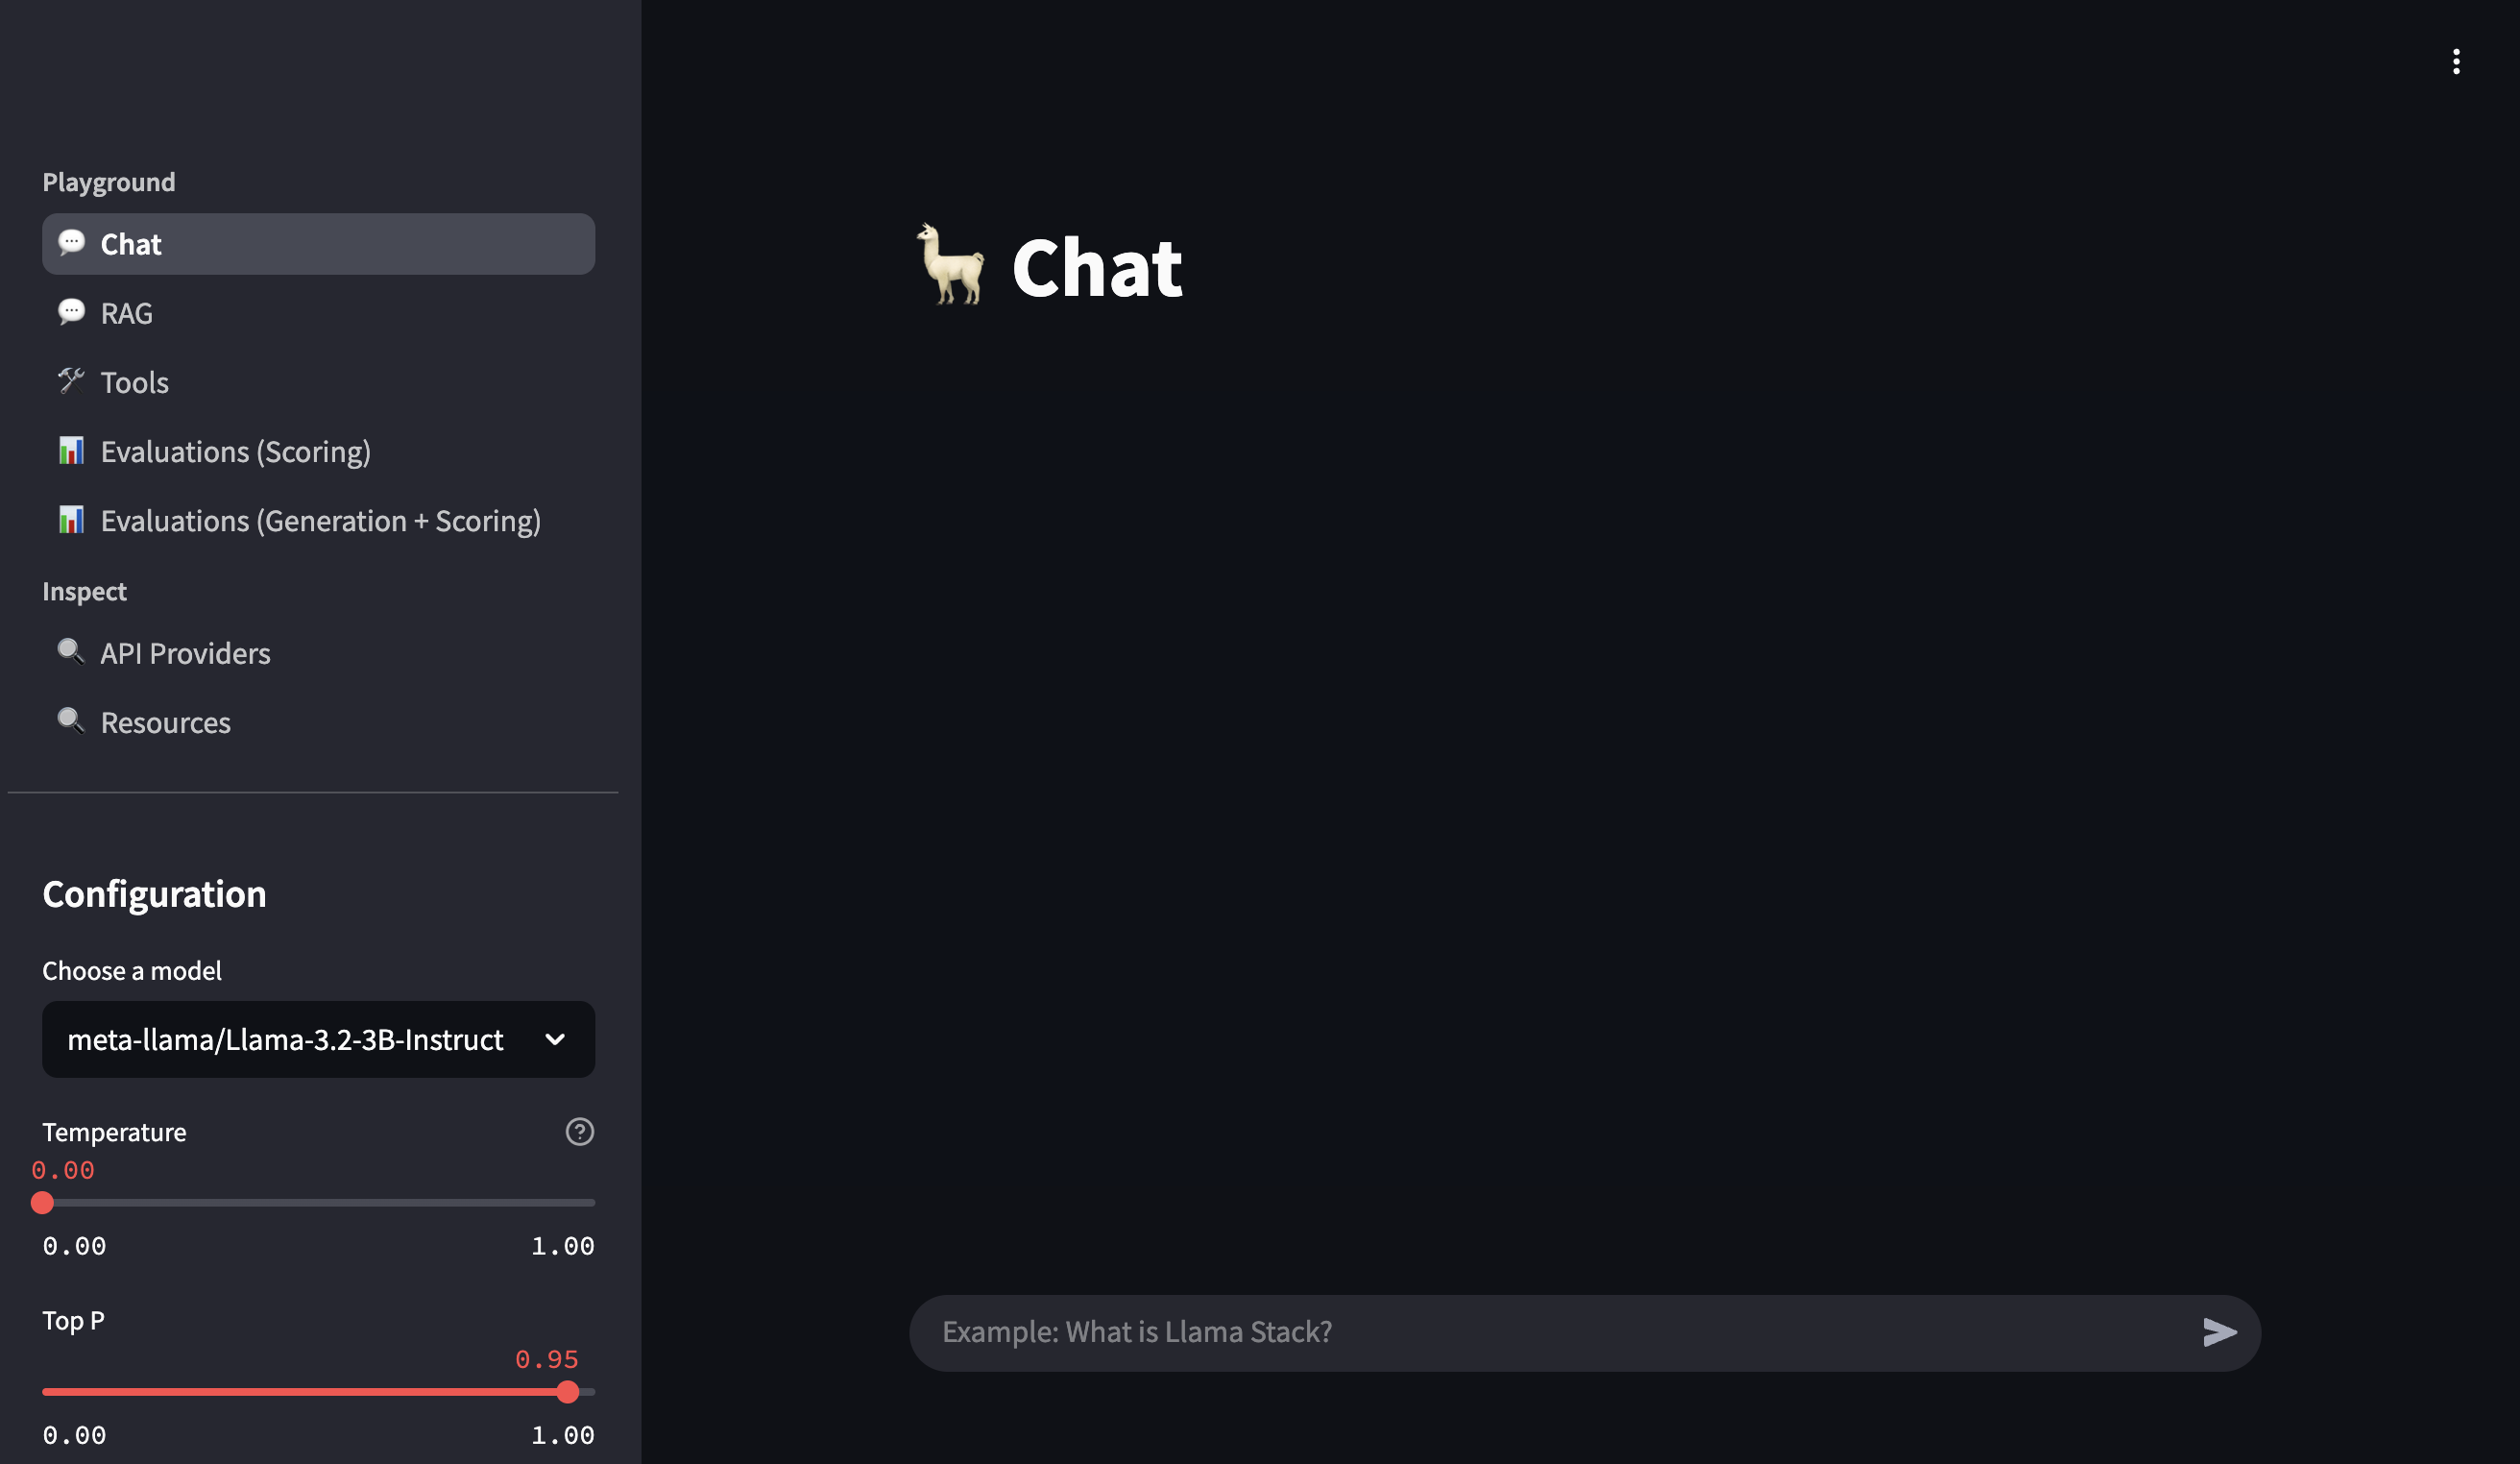 Playground
Chat
RAG
Tools
Evaluations (Scoring)
Evaluations (Generation + Scoring)
Inspect
API Providers
Resources
Configuration
Choose a model
meta-llama/Llama-3.2-3B-Instruct
Temperature
0.00
0.00 1.00
Top P
0.95
0.00 1.00
Chat
Example: What is Llama Stack?